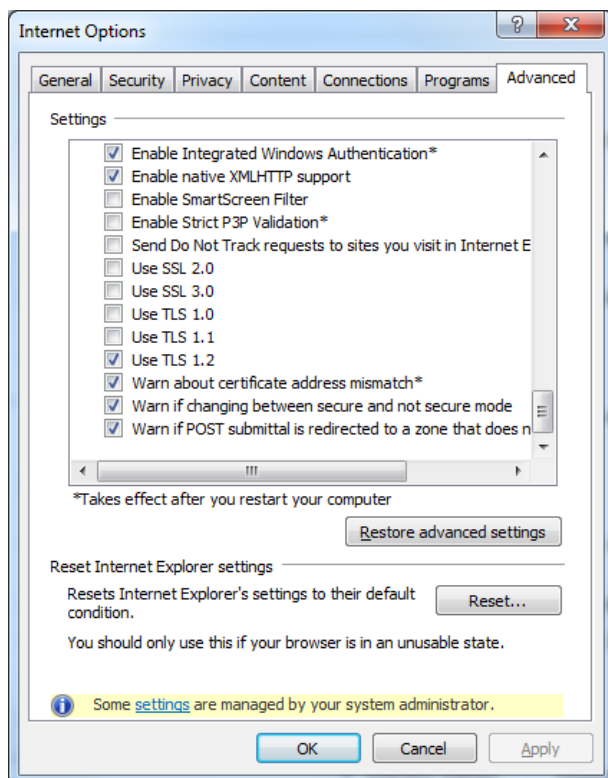 Internet Options
General Security Privacy Content Connections Programs Advanced
Settings
Enable Integrated Windows Authentication*
Enable native XMLHTTP support
Enable SmartScreen Filter
Enable Strict P3P Validation*
Send Do Not Track requests to sites you visit in Internet E
Use SSL 2.0
Use SSL 3.0
Use TLS 1.0
Use TLS 1.1
Use TLS 1.2
Warn about certificate address mismatch*
Warn if changing between secure and not secure mode
Warn if POST submittal is redirected to a zone that does n
*Takes effect after you restart your computer
Restore advanced settings
Reset Internet Explorer settings
Resets Internet Explorer's settings to their default
condition.
Reset...
You should only use this if your browser is in an unusable state.
Some settings are managed by your system administrator.
OK Cancel Apply